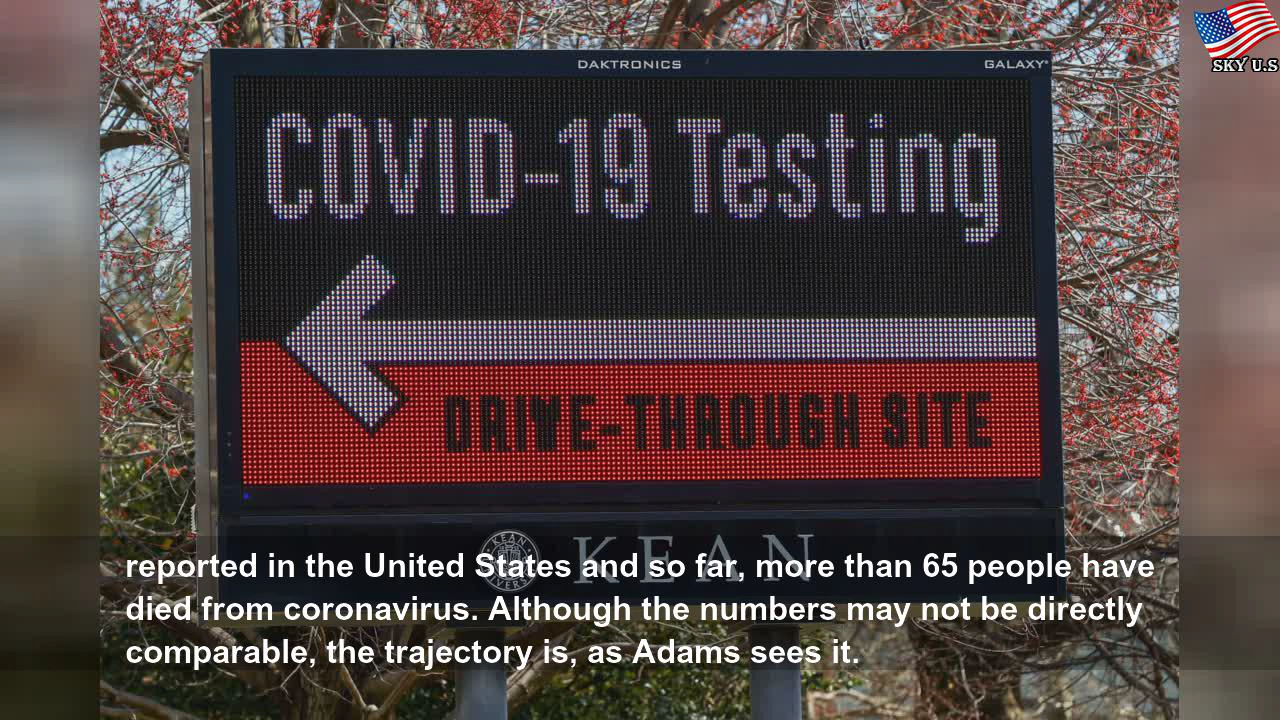 DAKTRONICS GALAXY®
SKY U.S
COVID-19 Testing
DRIVE-THROUGH SITE
KEAN
reported in the United States and so far, more than 65 people have
died from coronavirus. Although the numbers may not be directly
comparable, the trajectory is, as Adams sees it.